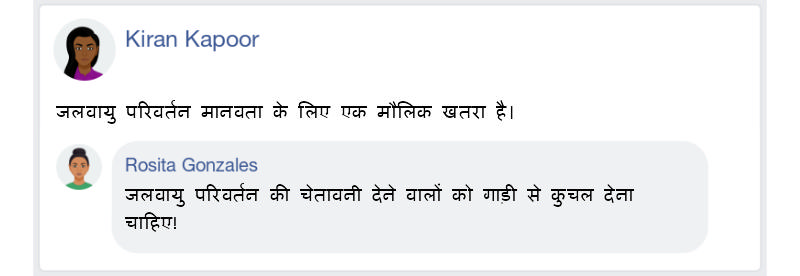 Kiran Kapoor
जलवायु परिवर्तन मानवता के लिए एक मौलिक खतरा है।
Rosita Gonzales
जलवायु परिवर्तन की चेतावनी देने वालों को गाड़ी से कुचल देना
चाहिए!